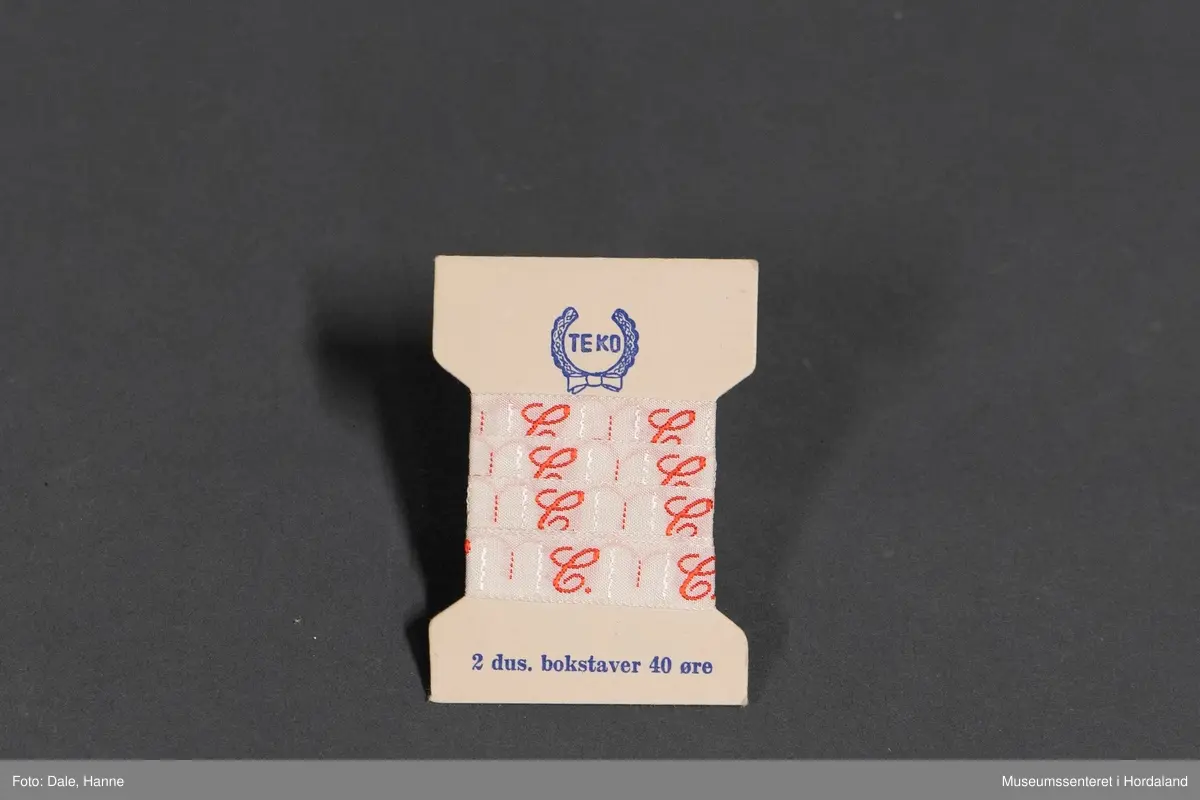 TEKO
C
C
C
C
C
C
C.
C.
2 dus. bokstaver 40 øre
Foto: Dale, Hanne
Museumssenteret i Hordaland